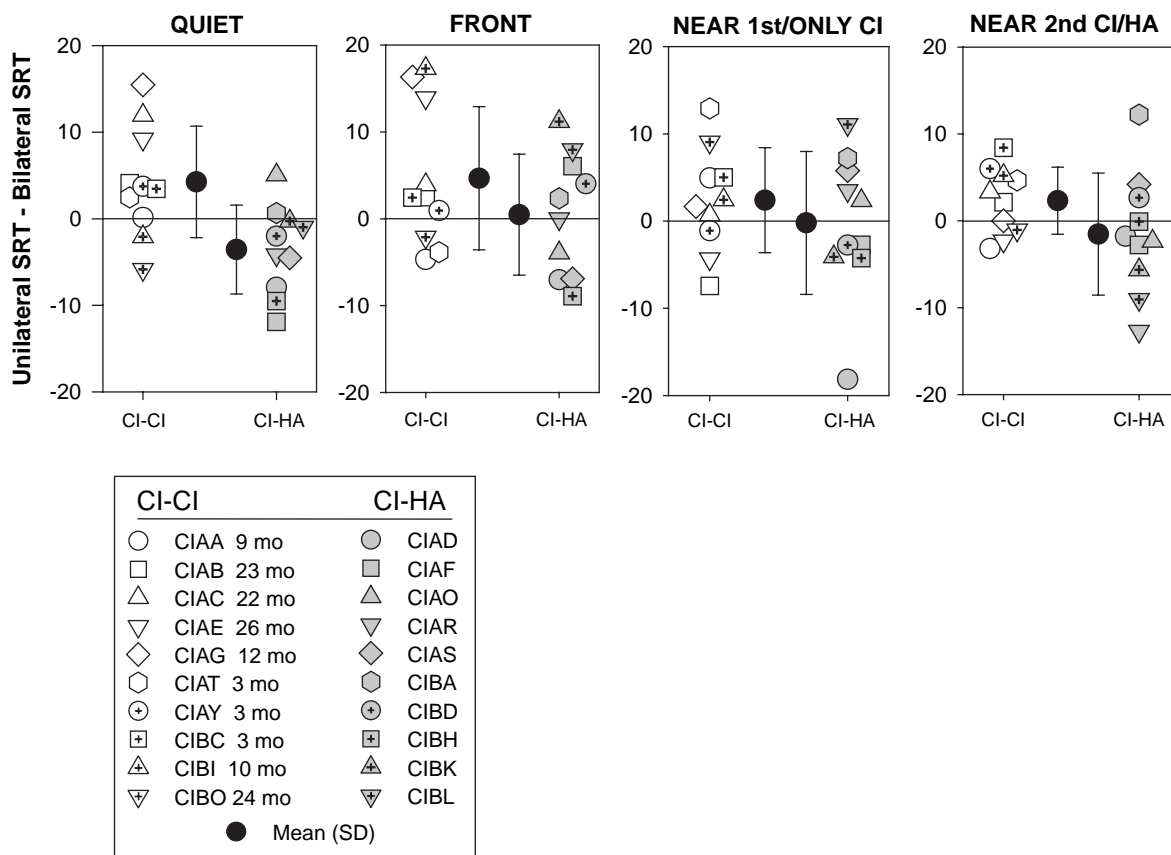 QUIET
FRONT
NEAR 1st/ONLY CI
NEAR 2nd CI/HA
Unilateral SRT - Bilateral SRT
20
10
0
-10
-20
CI-CI
CI-HA
20
10
0
-10
-20
CI-CI
CI-HA
20
10
0
-10
-20
CI-CI
CI-HA
20
10
0
-10
-20
CI-CI
CI-HA
CI-CI CI-HA
CIAA 9 mo CIAD
CIAB 23 mo CIAF
CIAC 22 mo CIAO
CIAE 26 mo CIAR
CIAG 12 mo CIAS
CIAT 3 mo CIBA
CIAY 3 mo CIBD
CIBC 3 mo CIBH
CIBI 10 mo CIBK
CIBO 24 mo CIBL
Mean (SD)